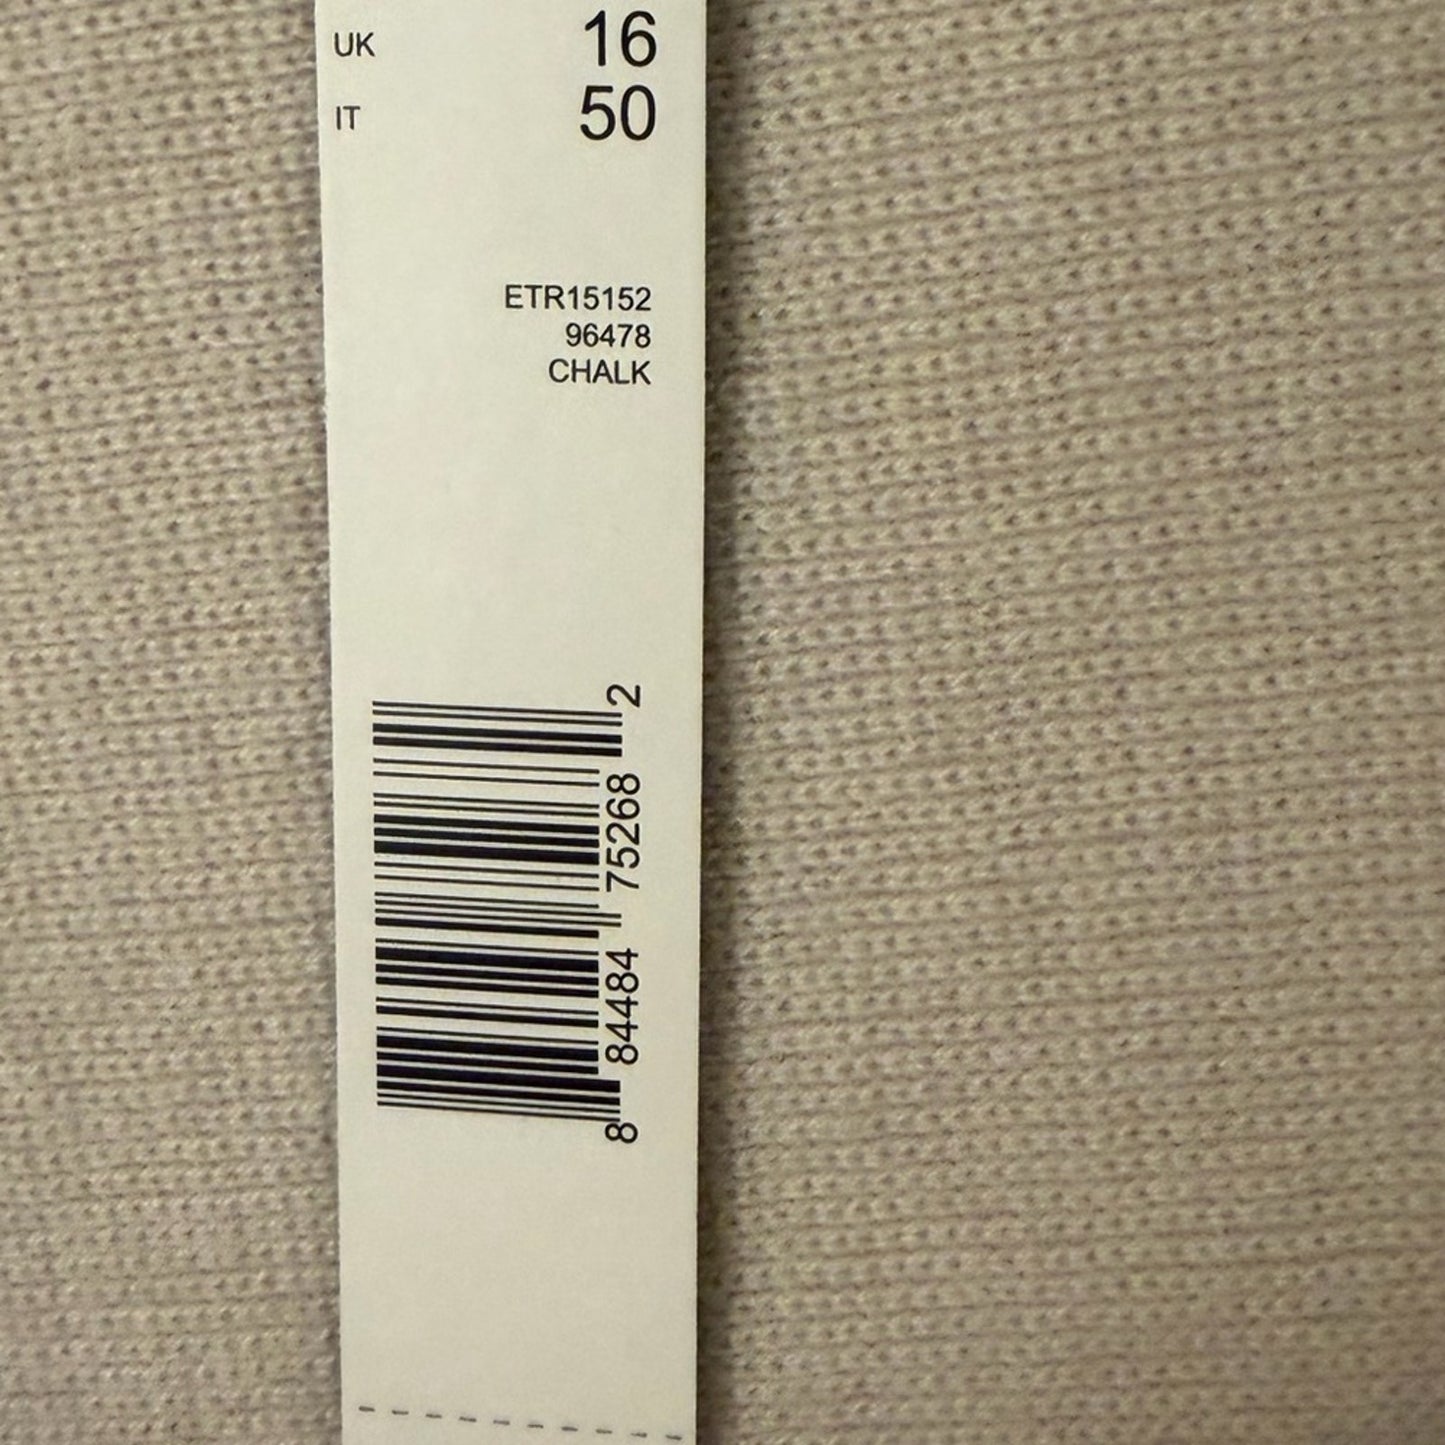 UK 16
IT 50
ETR15152
96478
CHALK
8 84484 75268 2